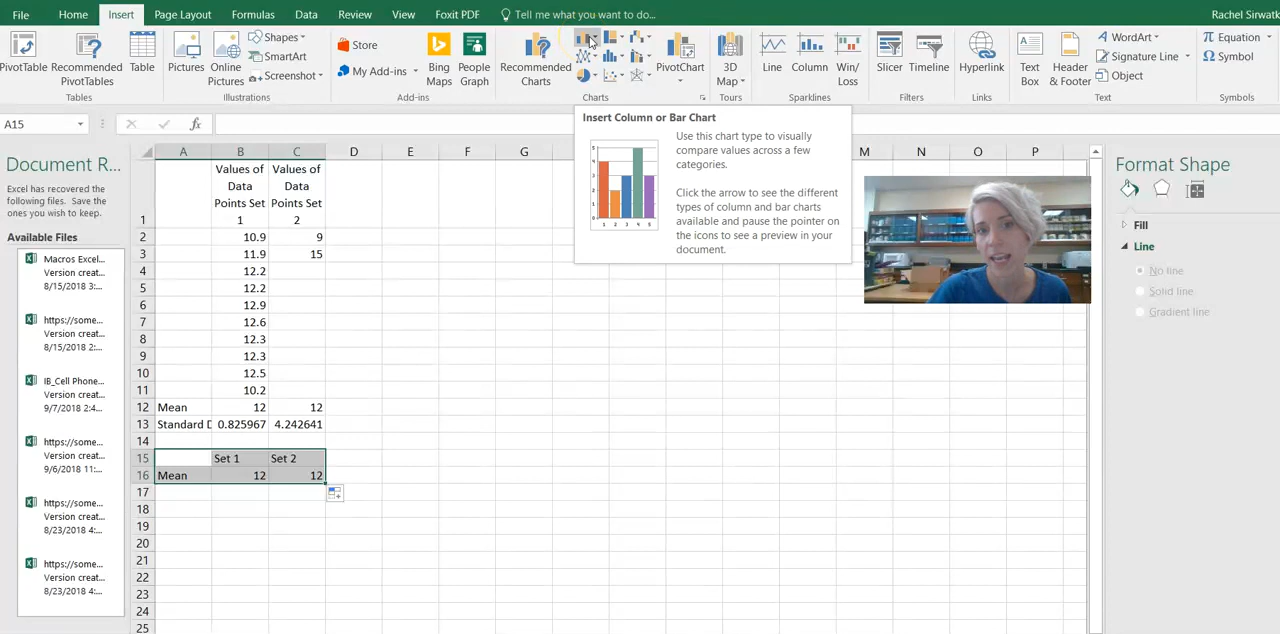 File Home Insert Page Layout Formulas Data Review View Foxit PDF Tell me what you want to do... Rachel Sirwatk
PivotTable Recommended PivotTables Table
Tables
Pictures Online Pictures Shapes SmartArt Screenshot
Illustrations
Store
My Add-ins
Bing Maps People Graph
Add-ins
Recommended Charts PivotChart
Charts
3D Map
Tours
Line Column Win/ Loss
Sparklines
Slicer Timeline
Filters
Hyperlink
Links
Text Box Header & Footer WordArt Signature Line Object
Text
Equation
Symbol
Symbols
A15 fx
Insert Column or Bar Chart
Use this chart type to visually
compare values across a few
categories.
Click the arrow to see the different
types of column and bar charts
available and pause the pointer on
the icons to see a preview in your
document.
Document R...
Excel has recovered the
following files. Save the
ones you wish to keep.
Available Files
Macros Excel...
Version creat...
8/15/2018 3:...
https://some...
Version creat...
8/15/2018 2:...
IB_Cell Phone...
Version creat...
9/7/2018 2:4...
https://some...
Version creat...
9/6/2018 11:...
https://some...
Version creat...
8/23/2018 4:...
https://some...
Version creat...
8/23/2018 4:...
A B C D E F G M N O P
1 Values of Data Points Set 1 Values of Data Points Set 2
2 10.9 9
3 11.9 15
4 12.2
5 12.2
6 12.9
7 12.6
8 12.3
9 12.3
10 12.5
11 10.2
12 Mean 12 12
13 Standard D 0.825967 4.242641
14
15 Set 1 Set 2
16 Mean 12 12
17
18
19
20
21
22
23
24
25
Format Shape
Fill
Line
No line
Solid line
Gradient line